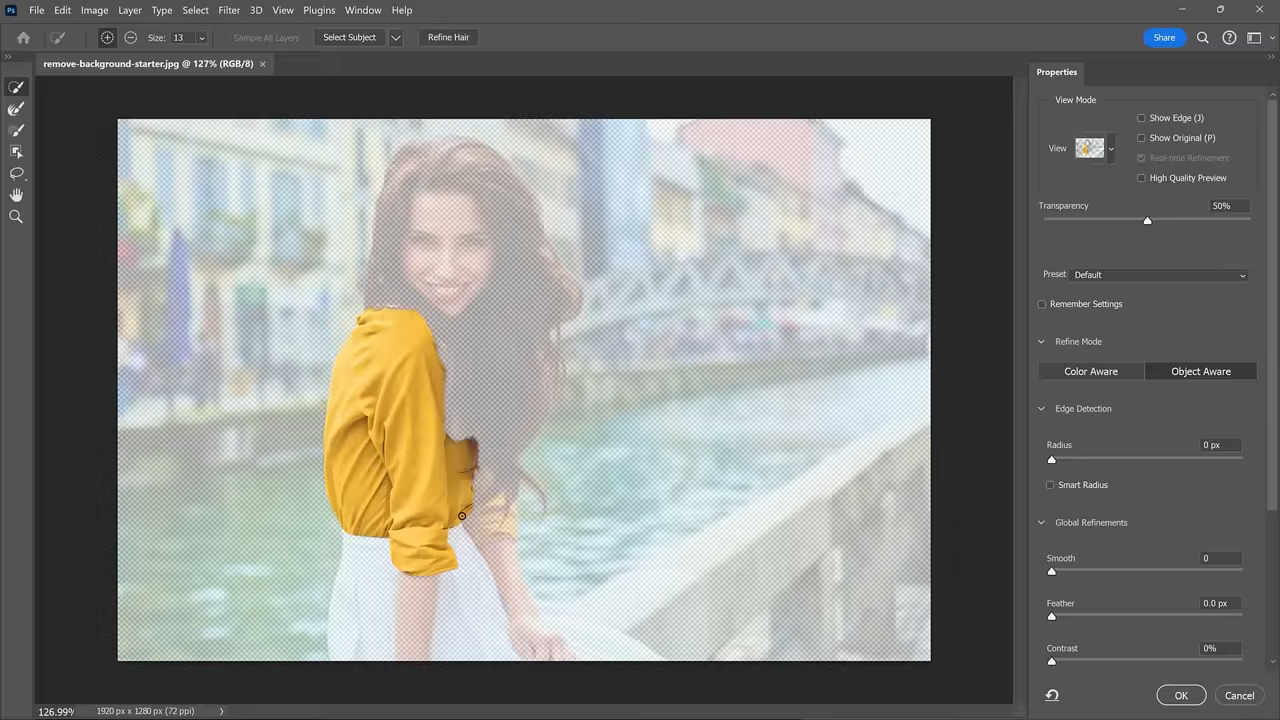 Ps File Edit Image Layer Type Select Filter 3D View Plugins Window Help
Size: 13 Sample All Layers Select Subject Refine Hair Share
remove-background-starter.jpg @ 127% (RGB/8) ×
Properties
View Mode
Show Edge (J)
Show Original (P)
View
Real-time Refinement
High Quality Preview
Transparency 50%
Preset Default
Remember Settings
Refine Mode
Color Aware Object Aware
Edge Detection
Radius 0 px
Smart Radius
Global Refinements
Smooth 0
Feather 0.0 px
Contrast 0%
OK Cancel
126.99% 1920 px x 1280 px (72 ppi)